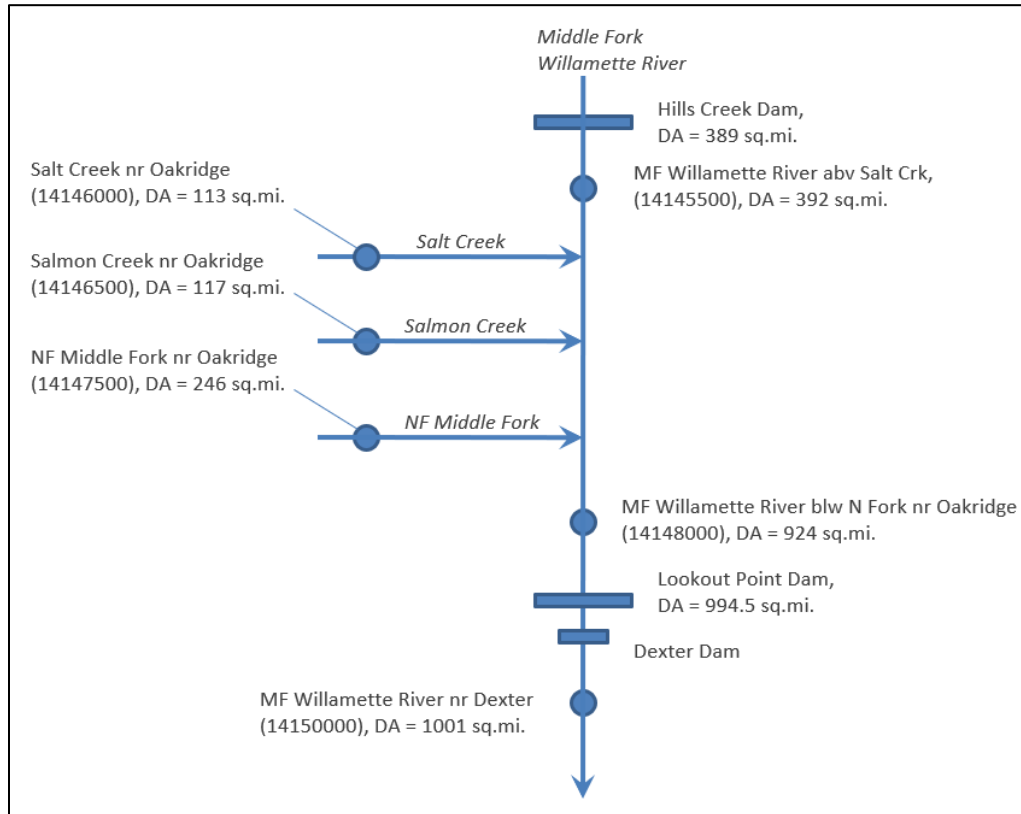 Middle Fork
Willamette River
Hills Creek Dam,
DA = 389 sq.mi.
Salt Creek nr Oakridge
(14146000), DA = 113 sq.mi.
MF Willamette River abv Salt Crk,
(14145500), DA = 392 sq.mi.
Salt Creek
Salmon Creek nr Oakridge
(14146500), DA = 117 sq.mi.
Salmon Creek
NF Middle Fork nr Oakridge
(14147500), DA = 246 sq.mi.
NF Middle Fork
MF Willamette River blw N Fork nr Oakridge
(14148000), DA = 924 sq.mi.
Lookout Point Dam,
DA = 994.5 sq.mi.
Dexter Dam
MF Willamette River nr Dexter
(14150000), DA = 1001 sq.mi.